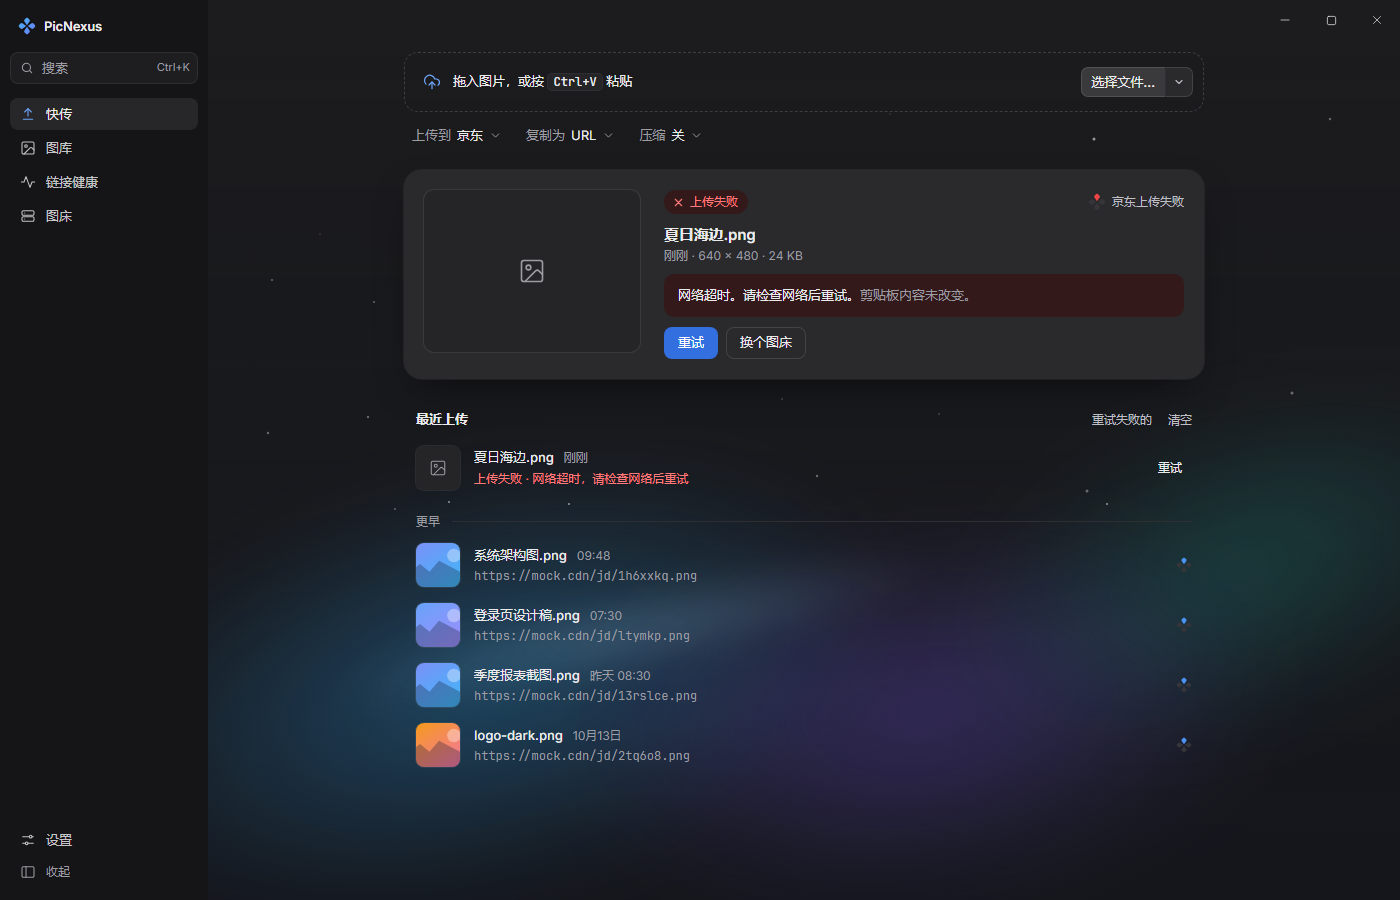 PicNexus
搜索 Ctrl+K
快传
图库
链接健康
图床
设置
收起
拖入图片，或按 Ctrl+V 粘贴
选择文件...
上传到 京东 复制为 URL 压缩 关
上传失败
京东上传失败
夏日海边.png
刚刚 · 640 × 480 · 24 KB
网络超时。请检查网络后重试。剪贴板内容未改变。
重试 换个图床
最近上传 重试失败的 清空
夏日海边.png 刚刚
上传失败 · 网络超时，请检查网络后重试
重试
更早
系统架构图.png 09:48
https://mock.cdn/jd/1h6xxkq.png
登录页设计稿.png 07:30
https://mock.cdn/jd/ltymkp.png
季度报表截图.png 昨天 08:30
https://mock.cdn/jd/13rslce.png
logo-dark.png 10月13日
https://mock.cdn/jd/2tq6o8.png